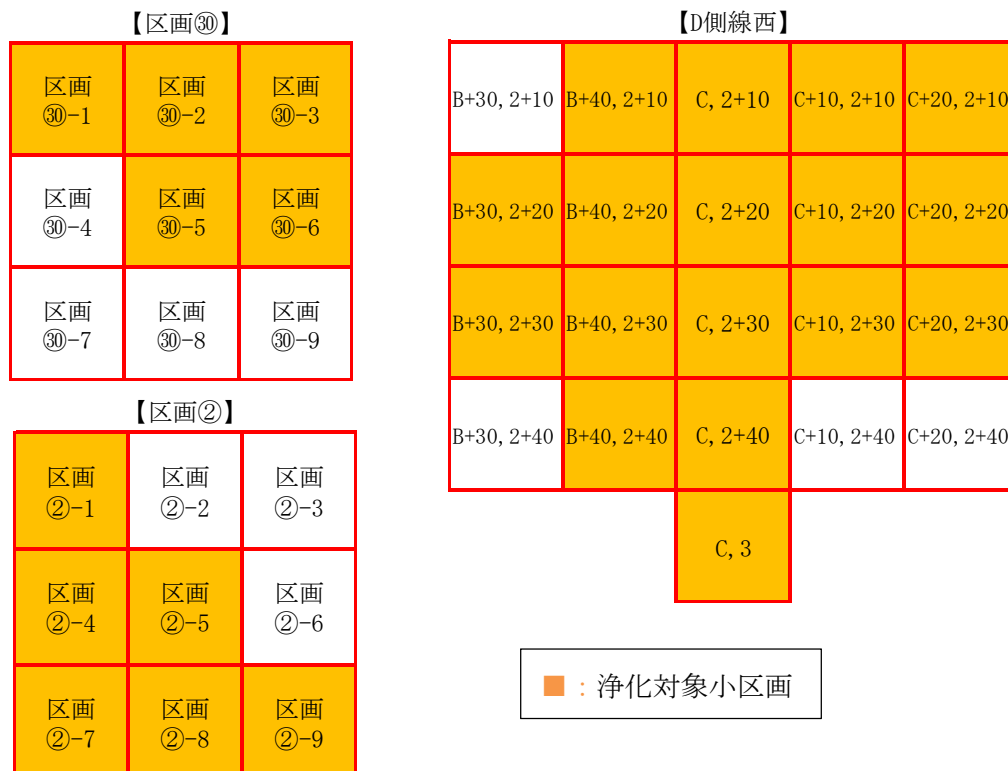 【区画㉚】
区画
㉚-1
区画
㉚-2
区画
㉚-3
区画
㉚-4
区画
㉚-5
区画
㉚-6
区画
㉚-7
区画
㉚-8
区画
㉚-9
【区画②】
区画
②-1
区画
②-2
区画
②-3
区画
②-4
区画
②-5
区画
②-6
区画
②-7
区画
②-8
区画
②-9
【D側線西】
B+30, 2+10 B+40, 2+10 C, 2+10 C+10, 2+10 C+20, 2+10
B+30, 2+20 B+40, 2+20 C, 2+20 C+10, 2+20 C+20, 2+20
B+30, 2+30 B+40, 2+30 C, 2+30 C+10, 2+30 C+20, 2+30
B+30, 2+40 B+40, 2+40 C, 2+40 C+10, 2+40 C+20, 2+40
C, 3
■：浄化対象小区画